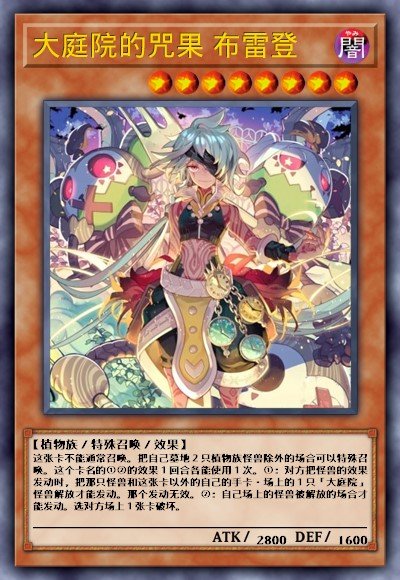 大庭院的咒果 布雷登
やみ
闇
【植物族/特殊召唤/效果】
这张卡不能通常召唤。把自己墓地2只植物族怪兽除外的场合可以特殊召
唤。这个卡名的①②的效果1回合各能使用1次。①：对方把怪兽的效果
发动时，把那只怪兽和这张卡以外的自己的手卡·场上的1只「大庭院」
怪兽解放才能发动。那个发动无效。②：自己场上的怪兽被解放的场合才
能发动。选对方场上1张卡破坏。
ATK/ 2800 DEF/ 1600